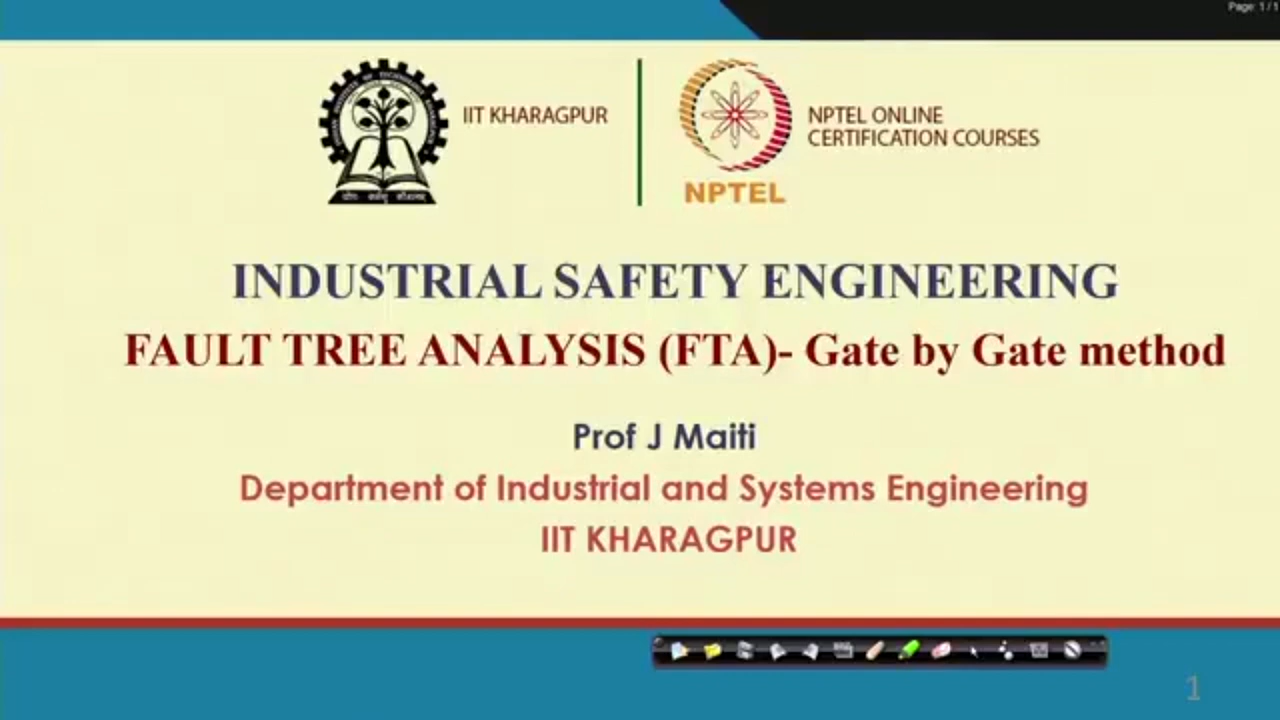 Page: 1 / 1
IIT KHARAGPUR
NPTEL ONLINE
CERTIFICATION COURSES
NPTEL
INDUSTRIAL SAFETY ENGINEERING
FAULT TREE ANALYSIS (FTA)- Gate by Gate method
Prof J Maiti
Department of Industrial and Systems Engineering
IIT KHARAGPUR
1